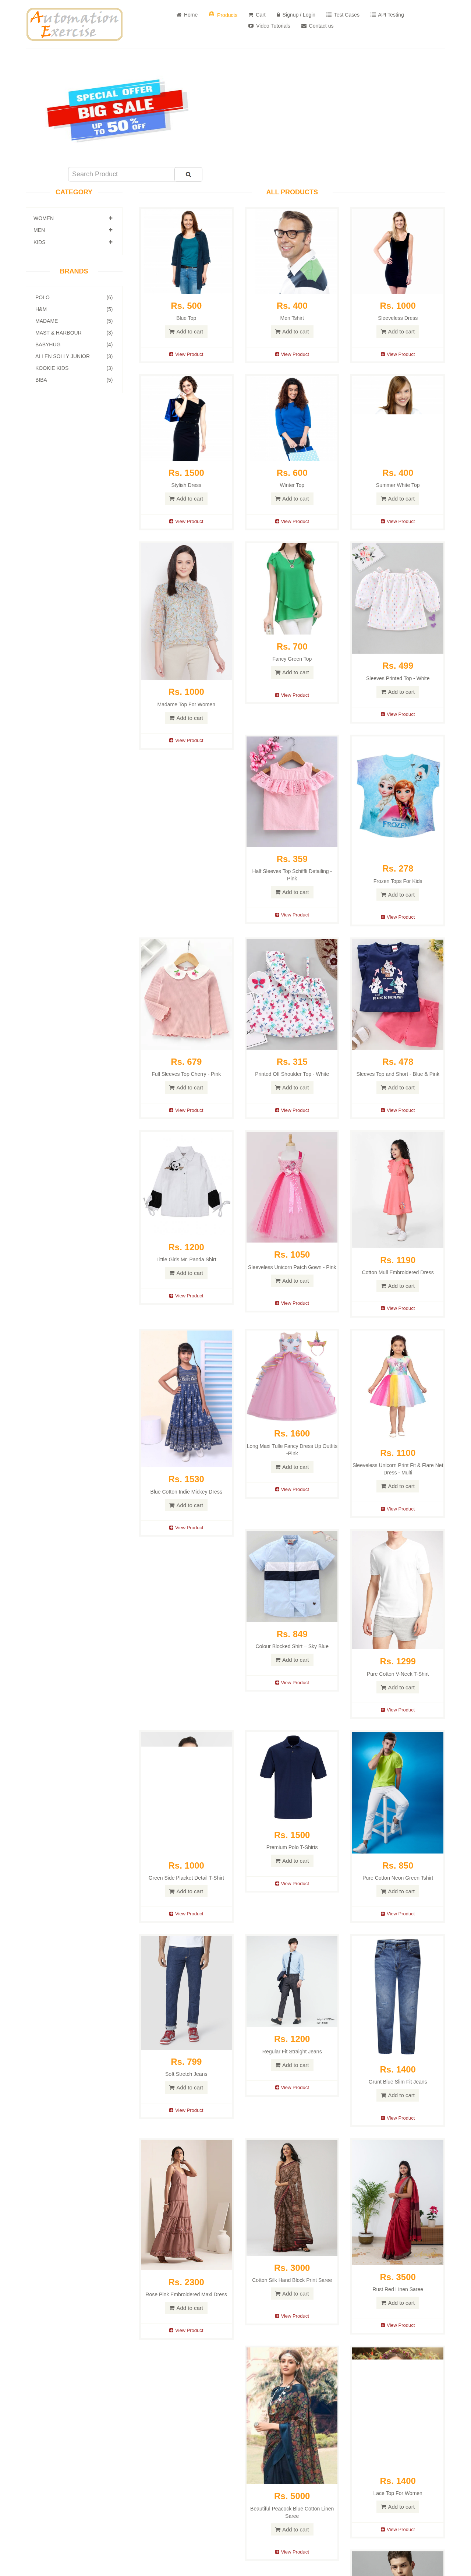 Automation
Exercise
Home
Products
Cart
Signup / Login
Test Cases
API Testing
Video Tutorials
Contact us
SPECIAL OFFER
BIG SALE
UP TO 50% OFF
Search Product
CATEGORY
WOMEN
MEN
KIDS
BRANDS
POLO (6)
H&M (5)
MADAME (5)
MAST & HARBOUR (3)
BABYHUG (4)
ALLEN SOLLY JUNIOR (3)
KOOKIE KIDS (3)
BIBA (5)
ALL PRODUCTS
Rs. 500
Blue Top
Add to cart
View Product
Rs. 400
Men Tshirt
Add to cart
View Product
Rs. 1000
Sleeveless Dress
Add to cart
View Product
Rs. 1500
Stylish Dress
Add to cart
View Product
Rs. 600
Winter Top
Add to cart
View Product
Rs. 400
Summer White Top
Add to cart
View Product
Rs. 1000
Madame Top For Women
Add to cart
View Product
Rs. 700
Fancy Green Top
Add to cart
View Product
Rs. 499
Sleeves Printed Top - White
Add to cart
View Product
Rs. 359
Half Sleeves Top Schiffli Detailing -
Pink
Add to cart
View Product
FROZEN
Rs. 278
Frozen Tops For Kids
Add to cart
View Product
Rs. 679
Full Sleeves Top Cherry - Pink
Add to cart
View Product
Rs. 315
Printed Off Shoulder Top - White
Add to cart
View Product
Rs. 478
Sleeves Top and Short - Blue & Pink
Add to cart
View Product
Rs. 1200
Little Girls Mr. Panda Shirt
Add to cart
View Product
Rs. 1050
Sleeveless Unicorn Patch Gown - Pink
Add to cart
View Product
Rs. 1190
Cotton Mull Embroidered Dress
Add to cart
View Product
Rs. 1530
Blue Cotton Indie Mickey Dress
Add to cart
View Product
Rs. 1600
Long Maxi Tulle Fancy Dress Up Outfits
-Pink
Add to cart
View Product
Rs. 1100
Sleeveless Unicorn Print Fit & Flare Net
Dress - Multi
Add to cart
View Product
Rs. 849
Colour Blocked Shirt – Sky Blue
Add to cart
View Product
Rs. 1299
Pure Cotton V-Neck T-Shirt
Add to cart
View Product
Rs. 1000
Green Side Placket Detail T-Shirt
Add to cart
View Product
Rs. 1500
Premium Polo T-Shirts
Add to cart
View Product
Rs. 850
Pure Cotton Neon Green Tshirt
Add to cart
View Product
Rs. 799
Soft Stretch Jeans
Add to cart
View Product
Rs. 1200
Regular Fit Straight Jeans
Add to cart
View Product
Rs. 1400
Grunt Blue Slim Fit Jeans
Add to cart
View Product
Rs. 2300
Rose Pink Embroidered Maxi Dress
Add to cart
View Product
Rs. 3000
Cotton Silk Hand Block Print Saree
Add to cart
View Product
Rs. 3500
Rust Red Linen Saree
Add to cart
View Product
Rs. 5000
Beautiful Peacock Blue Cotton Linen
Saree
Add to cart
View Product
Rs. 1400
Lace Top For Women
Add to cart
View Product